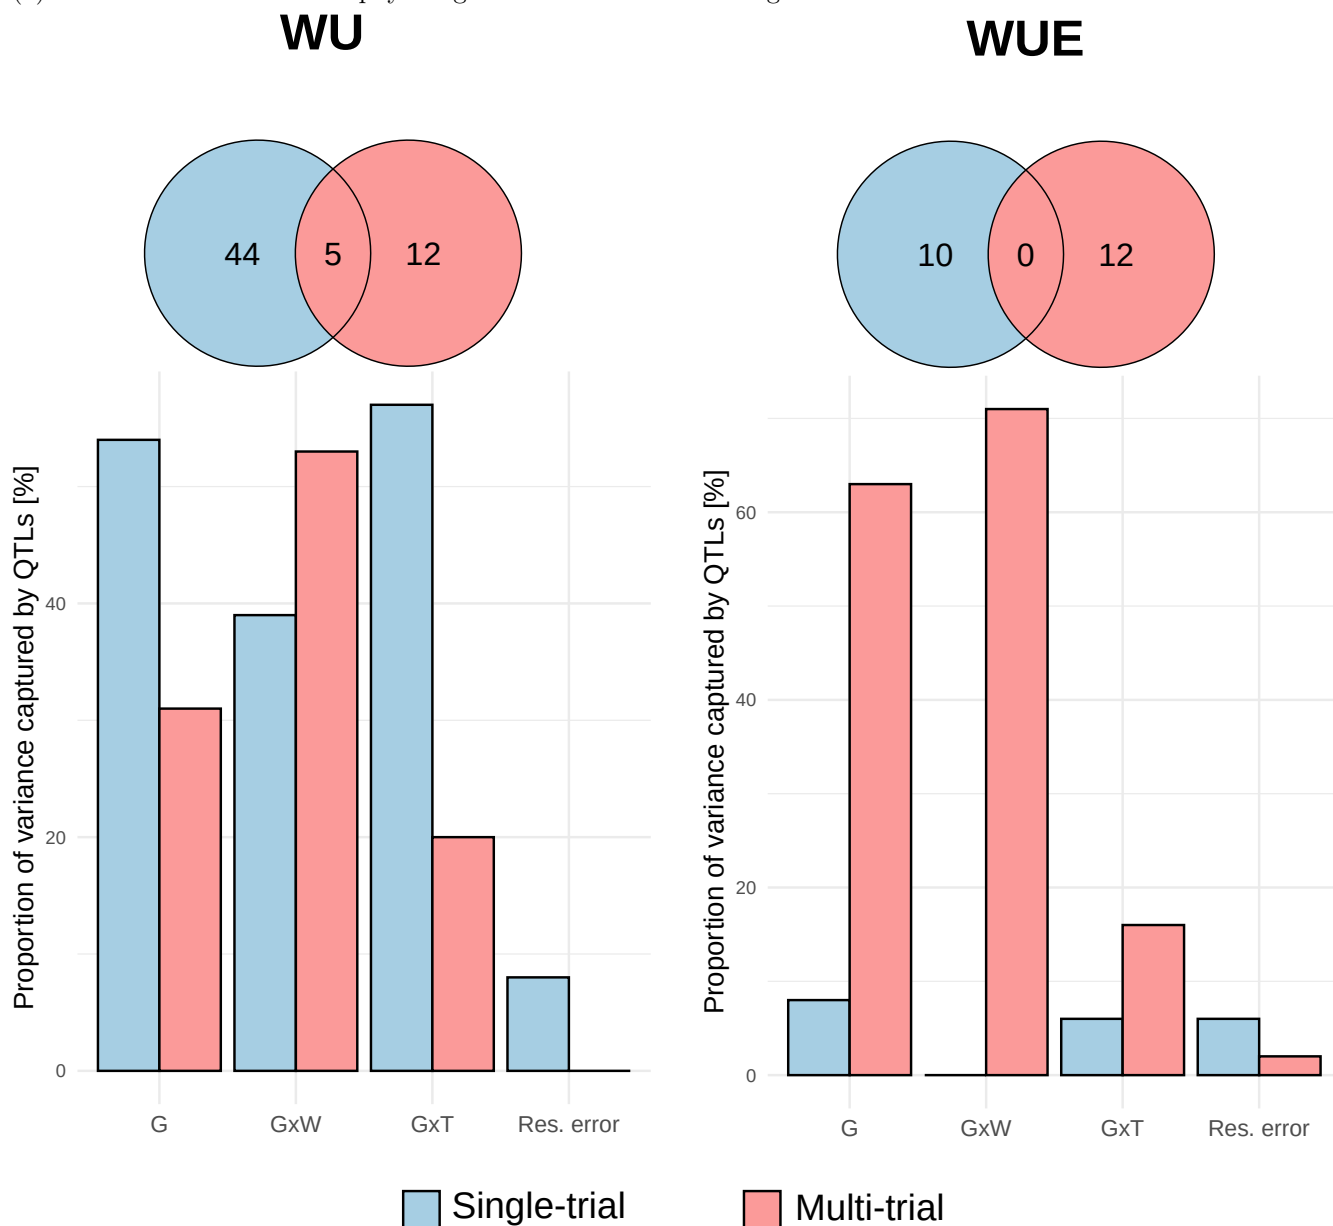 WU
WUE
44 5 12
10 0 12
Proportion of variance captured by QTLs [%]
40
20
0
G GxW GxT Res. error
Proportion of variance captured by QTLs [%]
60
40
20
0
G GxW GxT Res. error
Single-trial
Multi-trial